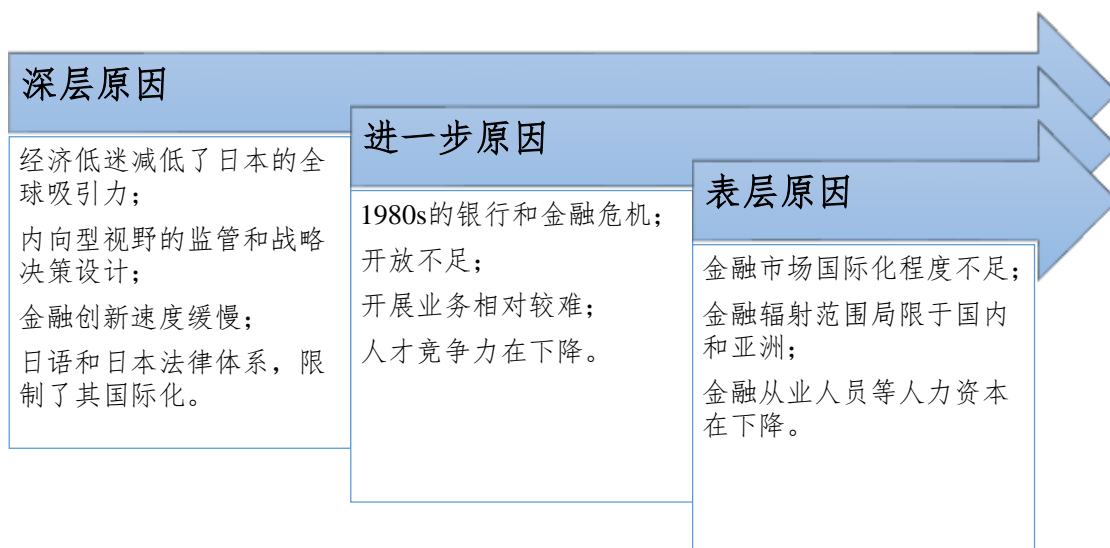 深层原因
经济低迷减低了日本的全
球吸引力；
内向型视野的监管和战略
决策设计；
金融创新速度缓慢；
日语和日本法律体系，限
制了其国际化。
进一步原因
1980s的银行和金融危机；
开放不足；
开展业务相对较难；
人才竞争力在下降。
表层原因
金融市场国际化程度不足；
金融辐射范围局限于国内
和亚洲；
金融从业人员等人力资本
在下降。